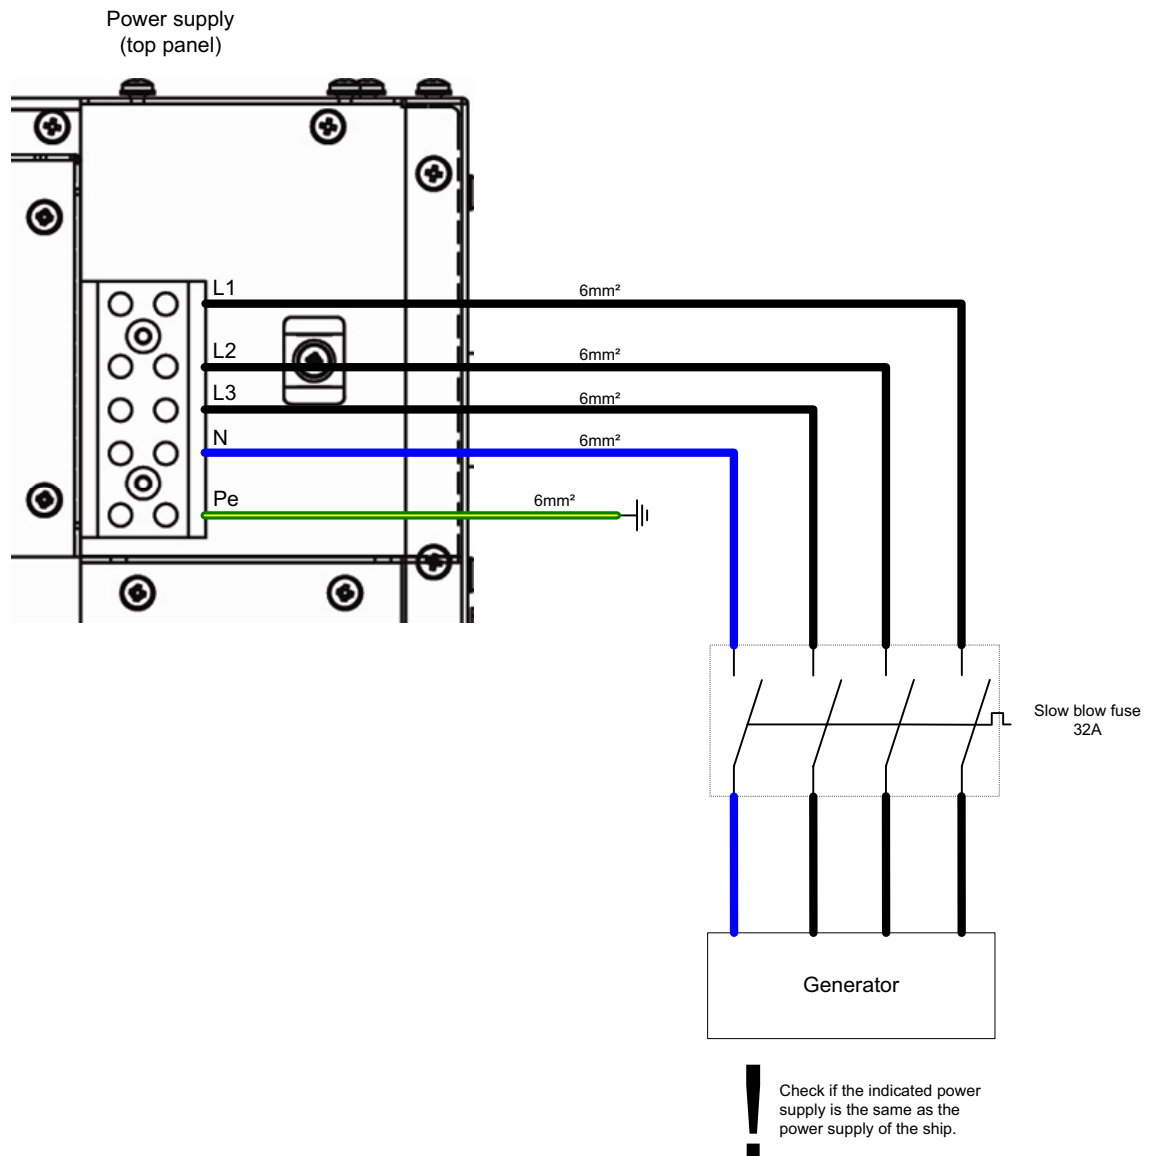 Power supply
(top panel)
L1
6mm²
L2
6mm²
L3
6mm²
N
6mm²
Pe
6mm²
Slow blow fuse
32A
Generator
!
Check if the indicated power
supply is the same as the
power supply of the ship.